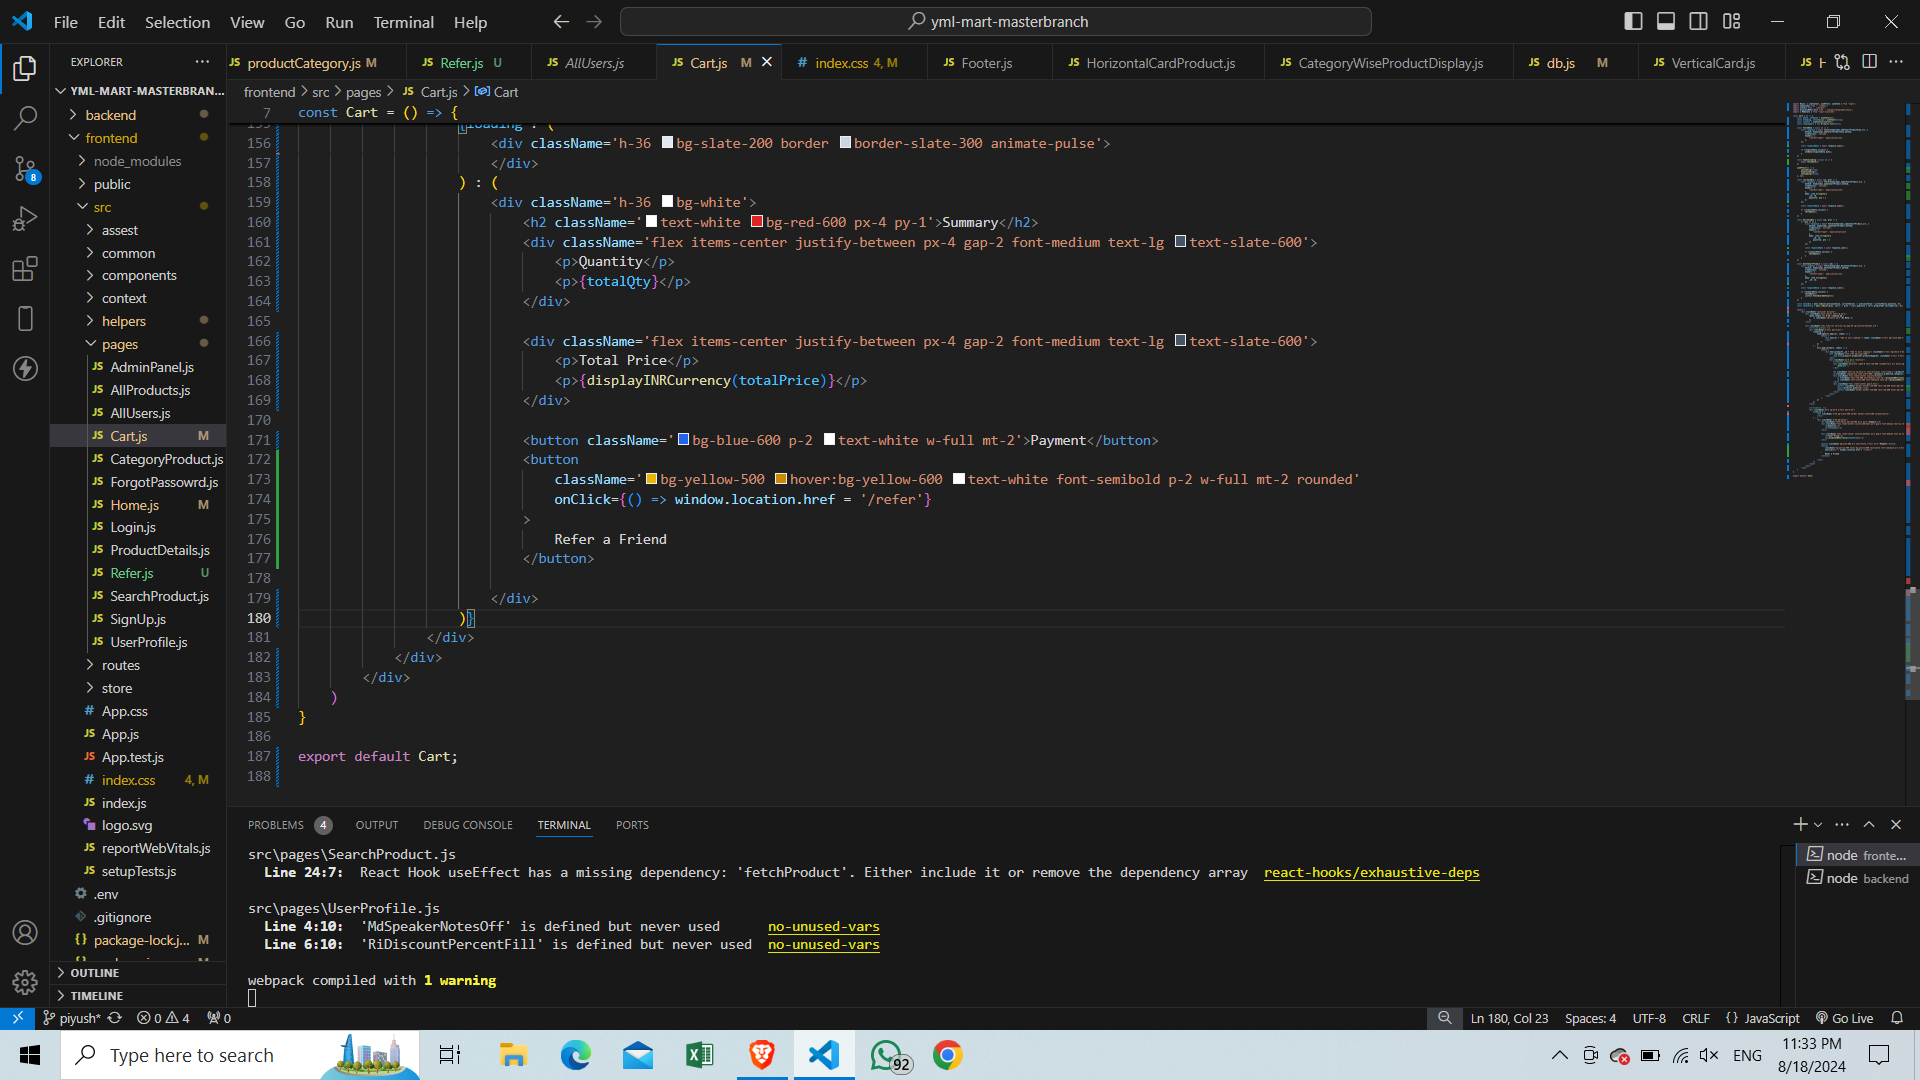 File Edit Selection View Go Run Terminal Help
yml-mart-masterbranch
EXPLORER
productCategory.js M
Refer.js U
AllUsers.js
Cart.js M
index.css 4, M
Footer.js
HorizontalCardProduct.js
CategoryWiseProductDisplay.js
db.js M
VerticalCard.js
YML-MART-MASTERBRAN...
backend
frontend
node_modules
public
src
assest
common
components
context
helpers
pages
AdminPanel.js
AllProducts.js
AllUsers.js
Cart.js M
CategoryProduct.js
ForgotPassowrd.js
Home.js M
Login.js
ProductDetails.js
Refer.js U
SearchProduct.js
SignUp.js
UserProfile.js
routes
store
App.css
App.js
App.test.js
index.css 4, M
index.js
logo.svg
reportWebVitals.js
setupTests.js
.env
.gitignore
package-lock.j... M
OUTLINE
TIMELINE
frontend > src > pages > JS Cart.js > Cart
7 const Cart = () => {
155 {loading ? (
156 <div className='h-36 bg-slate-200 border border-slate-300 animate-pulse'>
157 </div>
158 ) : (
159 <div className='h-36 bg-white'>
160 <h2 className='text-white bg-red-600 px-4 py-1'>Summary</h2>
161 <div className='flex items-center justify-between px-4 gap-2 font-medium text-lg text-slate-600'>
162 <p>Quantity</p>
163 <p>{totalQty}</p>
164 </div>
165
166 <div className='flex items-center justify-between px-4 gap-2 font-medium text-lg text-slate-600'>
167 <p>Total Price</p>
168 <p>{displayINRCurrency(totalPrice)}</p>
169 </div>
170
171 <button className='bg-blue-600 p-2 text-white w-full mt-2'>Payment</button>
172 <button
173 className='bg-yellow-500 hover:bg-yellow-600 text-white font-semibold p-2 w-full mt-2 rounded'
174 onClick={() => window.location.href = '/refer'}
175 >
176 Refer a Friend
177 </button>
178
179 </div>
180 )}
181 </div>
182 </div>
183 </div>
184 )
185 }
186
187 export default Cart;
188
PROBLEMS 4 OUTPUT DEBUG CONSOLE TERMINAL PORTS
src\pages\SearchProduct.js
Line 24:7: React Hook useEffect has a missing dependency: 'fetchProduct'. Either include it or remove the dependency array react-hooks/exhaustive-deps
src\pages\UserProfile.js
Line 4:10: 'MdSpeakerNotesOff' is defined but never used no-unused-vars
Line 6:10: 'RiDiscountPercentFill' is defined but never used no-unused-vars
webpack compiled with 1 warning
node fronte...
node backend
piyush* 0 4 0
Ln 180, Col 23 Spaces: 4 UTF-8 CRLF {} JavaScript Go Live
Type here to search
92
ENG
11:33 PM
8/18/2024